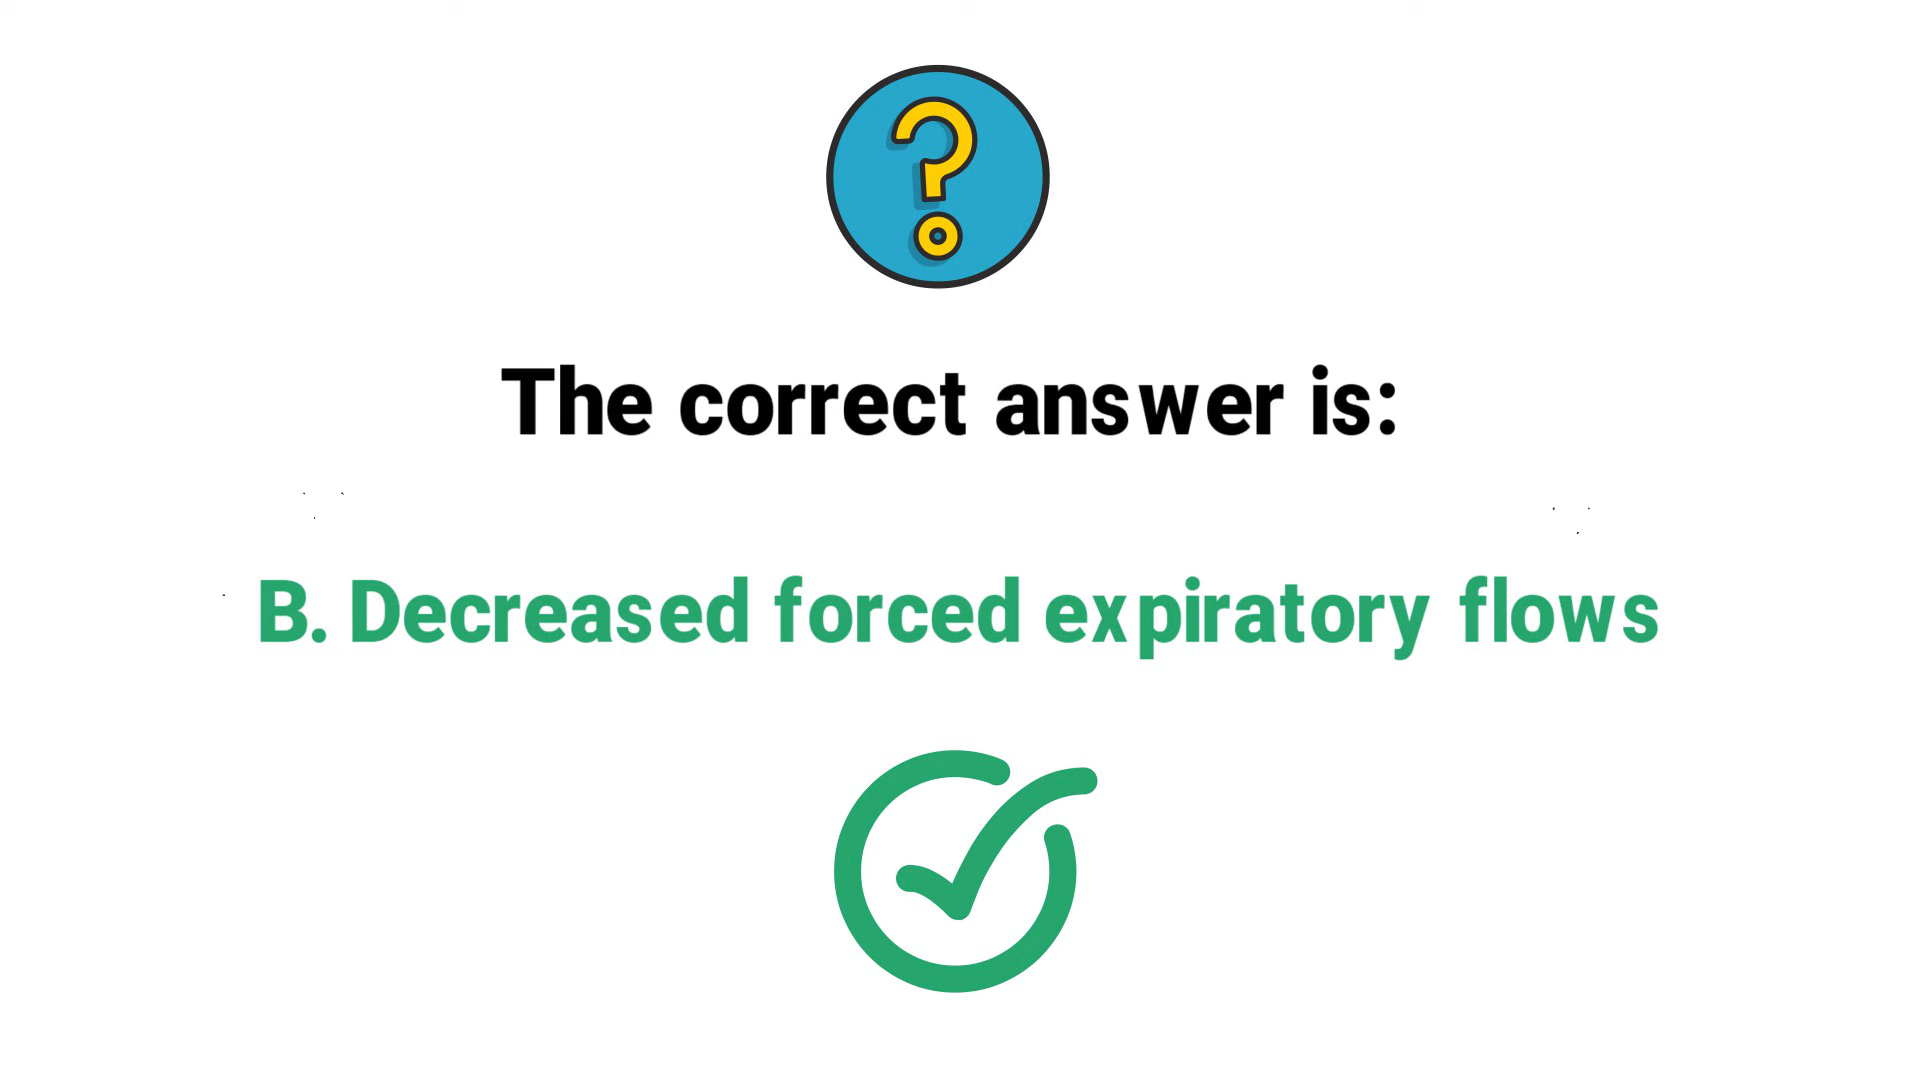 The correct answer is:
B. Decreased forced expiratory flows